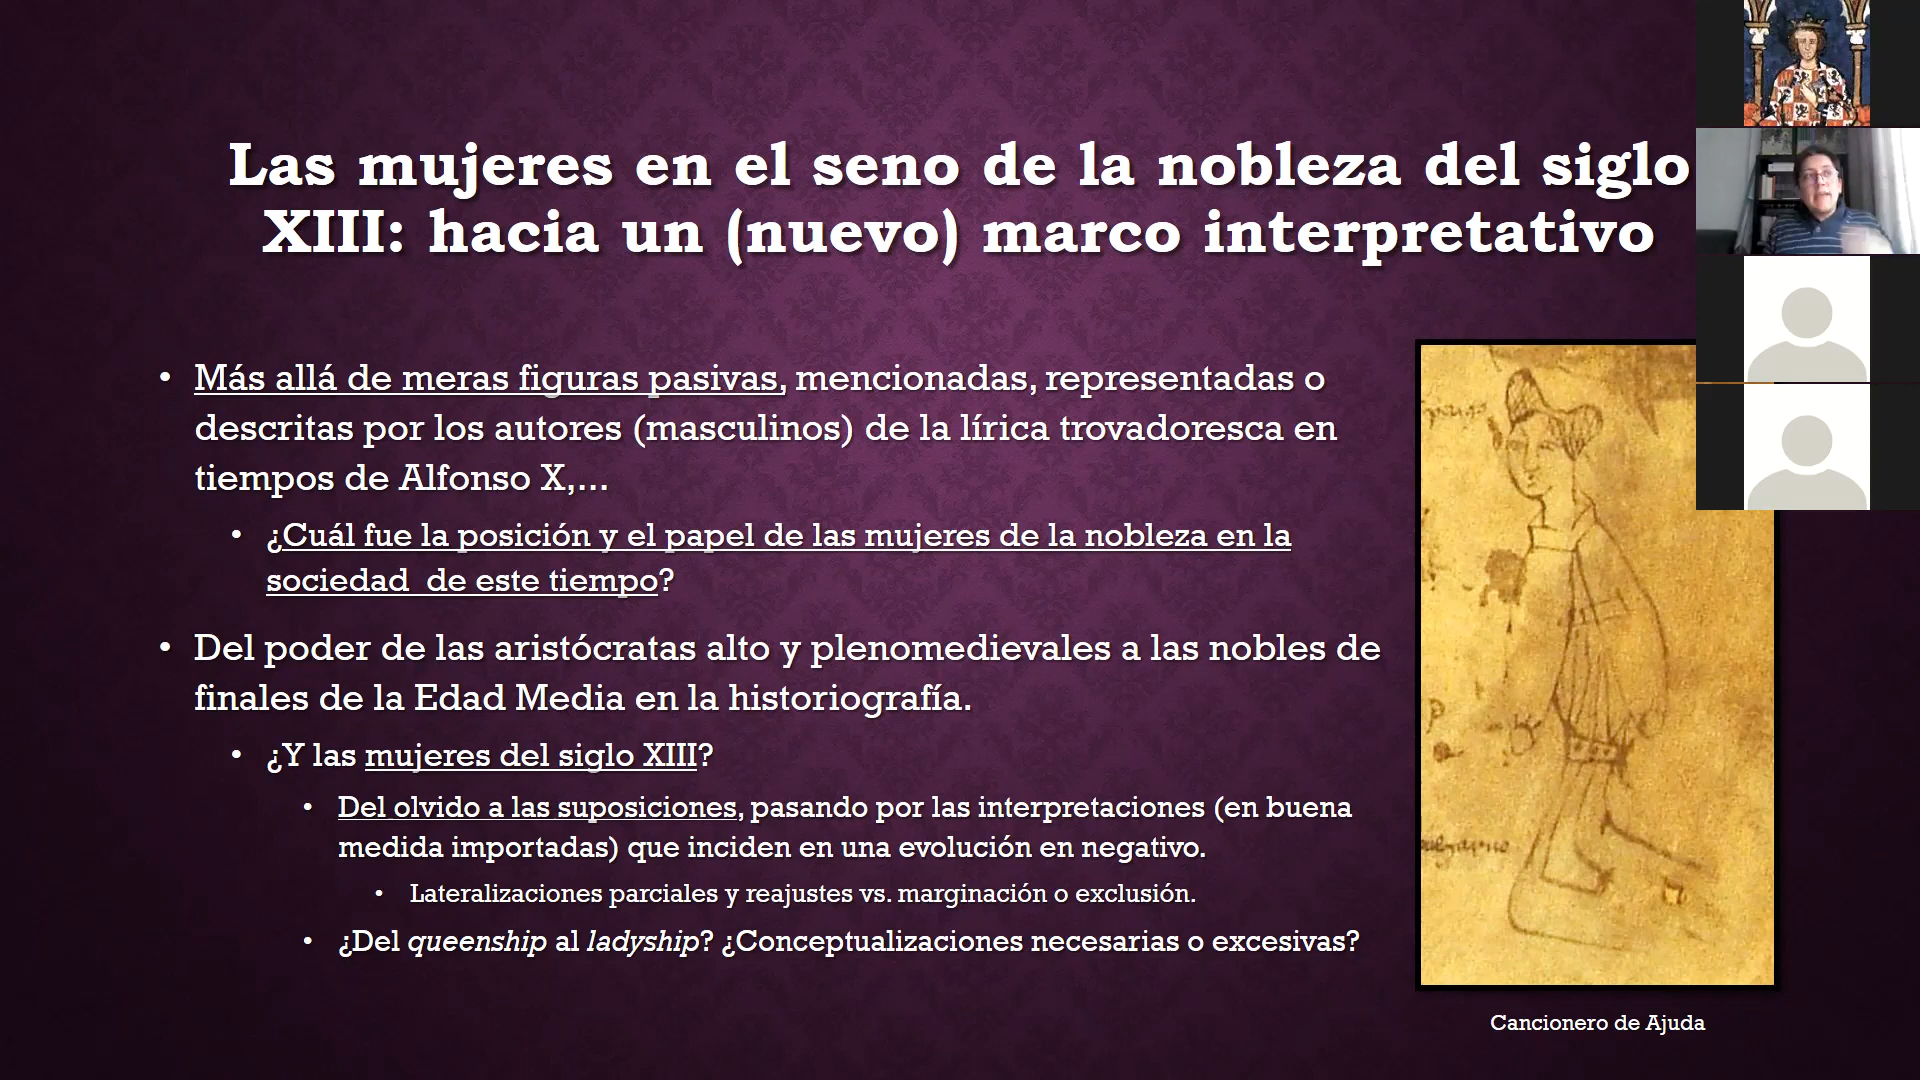 Las mujeres en el seno de la nobleza del siglo
XIII: hacia un (nuevo) marco interpretativo
• Más allá de meras figuras pasivas, mencionadas, representadas o
descritas por los autores (masculinos) de la lírica trovadoresca en
tiempos de Alfonso X,...
• ¿Cuál fue la posición y el papel de las mujeres de la nobleza en la
sociedad de este tiempo?
• Del poder de las aristócratas alto y plenomedievales a las nobles de
finales de la Edad Media en la historiografía.
• ¿Y las mujeres del siglo XIII?
• Del olvido a las suposiciones, pasando por las interpretaciones (en buena
medida importadas) que inciden en una evolución en negativo.
• Lateralizaciones parciales y reajustes vs. marginación o exclusión.
• ¿Del queenship al ladyship? ¿Conceptualizaciones necesarias o excesivas?
Cancionero de Ajuda